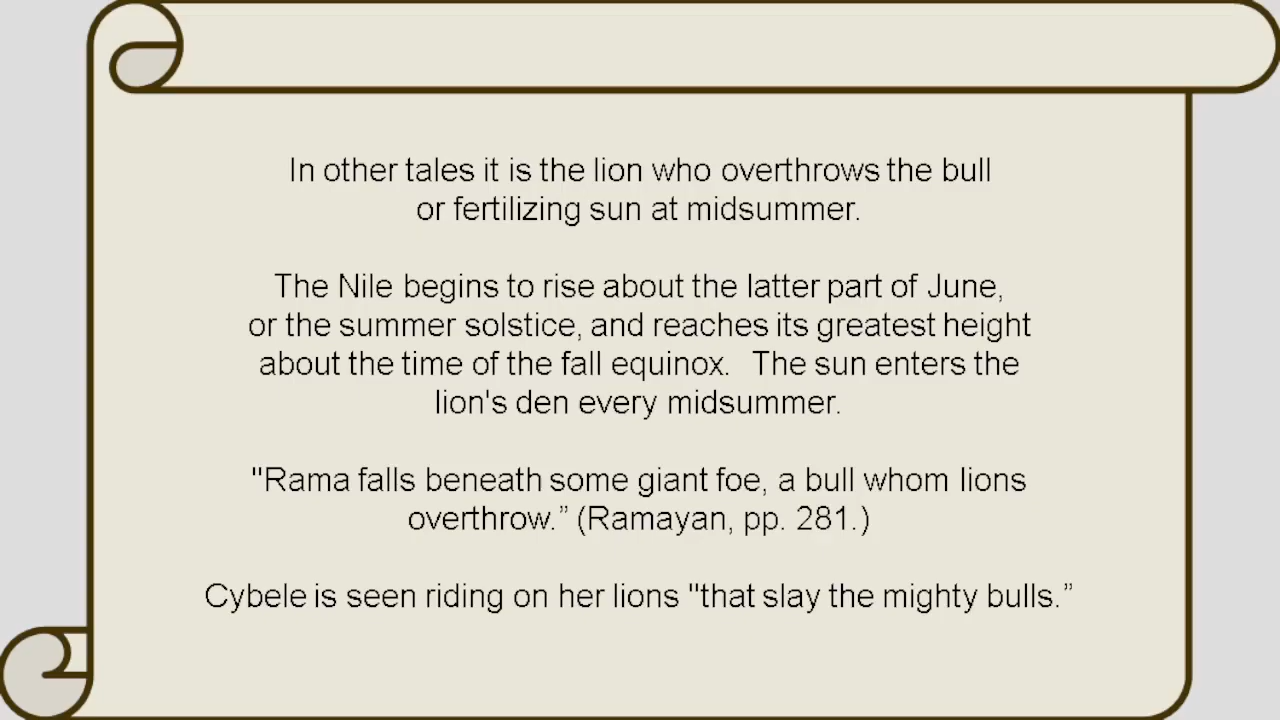 In other tales it is the lion who overthrows the bull
or fertilizing sun at midsummer.
The Nile begins to rise about the latter part of June,
or the summer solstice, and reaches its greatest height
about the time of the fall equinox.  The sun enters the
lion's den every midsummer.
"Rama falls beneath some giant foe, a bull whom lions
overthrow.” (Ramayan, pp. 281.)
Cybele is seen riding on her lions "that slay the mighty bulls.”